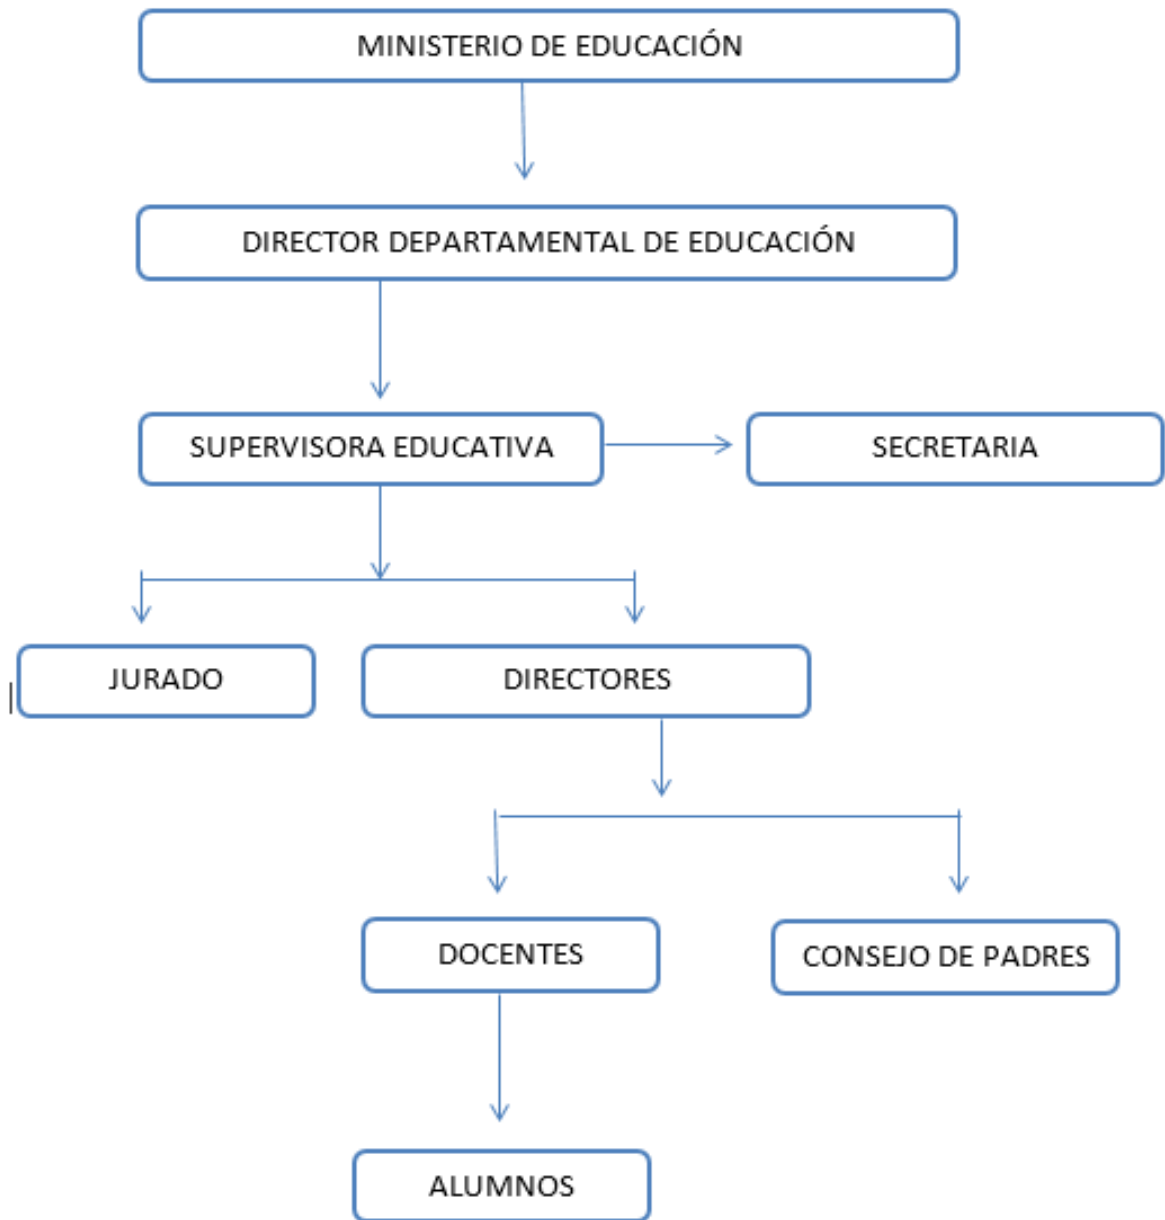 MINISTERIO DE EDUCACIÓN
DIRECTOR DEPARTAMENTAL DE EDUCACIÓN
SUPERVISORA EDUCATIVA
SECRETARIA
JURADO
DIRECTORES
DOCENTES
CONSEJO DE PADRES
ALUMNOS